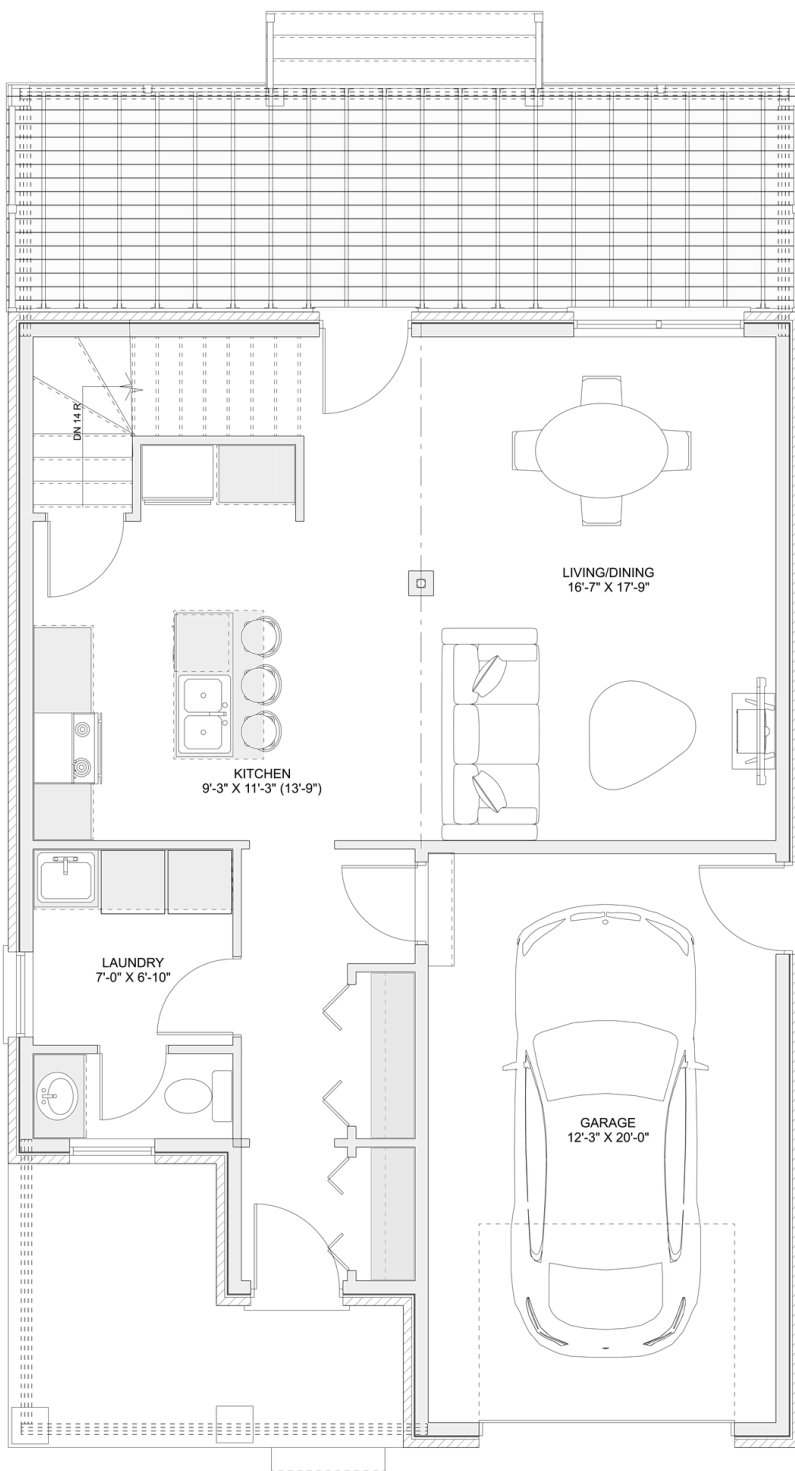 DN 14 R
LIVING/DINING
16'-7" X 17'-9"
KITCHEN
9'-3" X 11'-3" (13'-9")
LAUNDRY
7'-0" X 6'-10"
GARAGE
12'-3" X 20'-0"